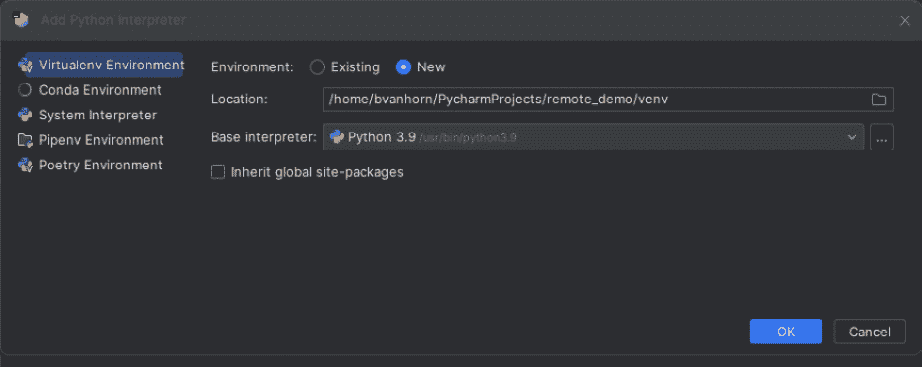 Add Python Interpreter
Virtualenv Environment
Conda Environment
System Interpreter
Pipenv Environment
Poetry Environment
Environment: Existing New
Location: /home/bvanhorn/PycharmProjects/remote_demo/venv
Base interpreter: Python 3.9 /usr/bin/python3.9 ...
Inherit global site-packages
OK Cancel